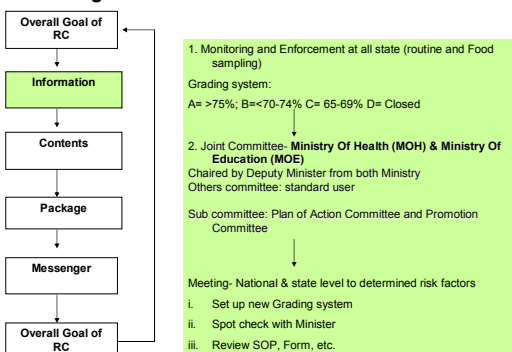 Overall Goal of
RC
Information
Contents
Package
Messenger
Overall Goal of
RC
1. Monitoring and Enforcement at all state (routine and Food
sampling)
Grading system:
A= >75%; B=<70-74% C= 65-69% D= Closed
2. Joint Committee- Ministry Of Health (MOH) & Ministry Of
Education (MOE)
Chaired by Deputy Minister from both Ministry
Others committee: standard user
Sub committee: Plan of Action Committee and Promotion
Committee
Meeting- National & state level to determined risk factors
i. Set up new Grading system
ii. Spot check with Minister
iii. Review SOP, Form, etc.